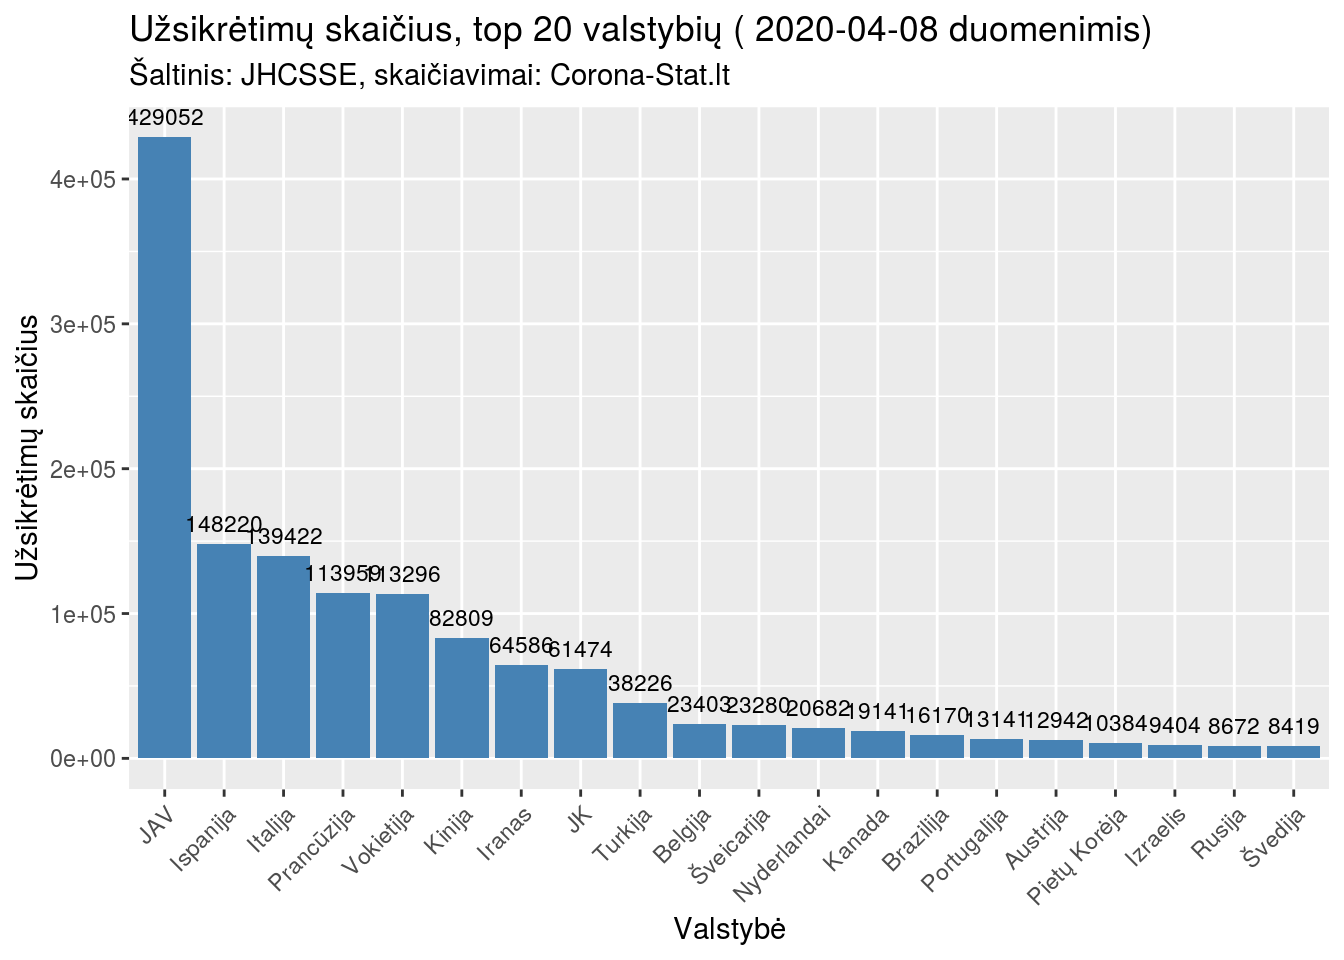 Užsikrėtimų skaičius, top 20 valstybių ( 2020-04-08 duomenimis)
Šaltinis: JHCSSE, skaičiavimai: Corona-Stat.lt
Užsikrėtimų skaičius
4e+05
3e+05
2e+05
1e+05
0e+00
429052
148220
139422
113959
113296
82809
64586
61474
38226
23403
23280
20682
19141
16170
13141
12942
10384
9404
8672
8419
JAV
Ispanija
Italija
Prancūzija
Vokietija
Kinija
Iranas
JK
Turkija
Belgija
Šveicarija
Nyderlandai
Kanada
Brazilija
Portugalija
Austrija
Pietų Korėja
Izraelis
Rusija
Švedija
Valstybė